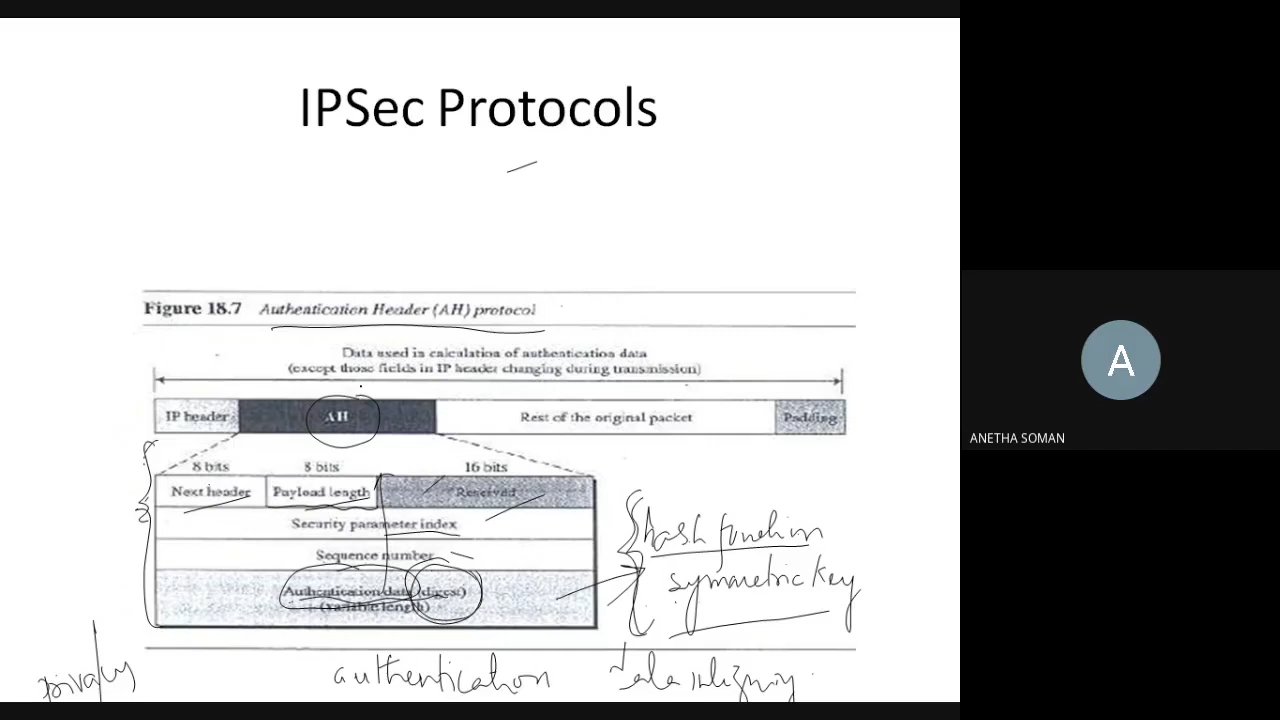 IPSec Protocols
Figure 18.7 Authentication Header (AH) protocol
Data used in calculation of authentication data
(except those fields in IP header changing during transmission)
IP header AH Rest of the original packet Padding
8 bits 8 bits 16 bits
Next header Payload length Reserved
Security parameter index
Sequence number
Authentication data (digest)
(variable length)
Hash function
symmetric key
privacy authentication data integrity
A
ANETHA SOMAN